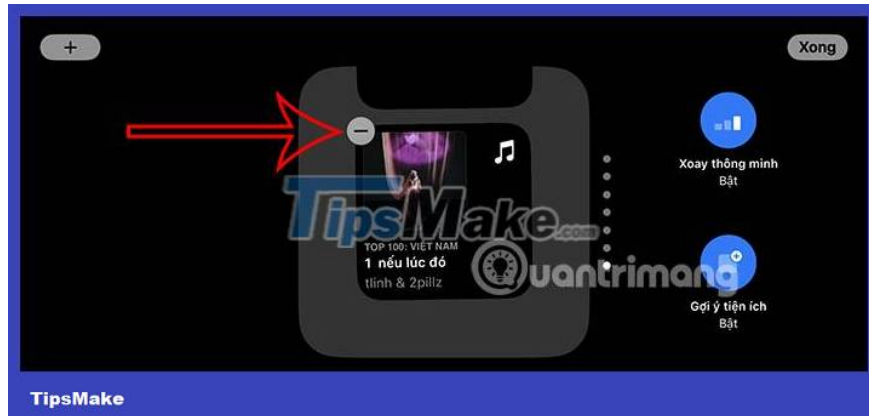 +
Xong
Xoay thông minh
Bật
TipsMake.com
TOP 100: VIỆT NAM
1 nếu lúc đó
tlinh & 2pillz
Quantrimang
Gợi ý tiện ích
Bật
TipsMake